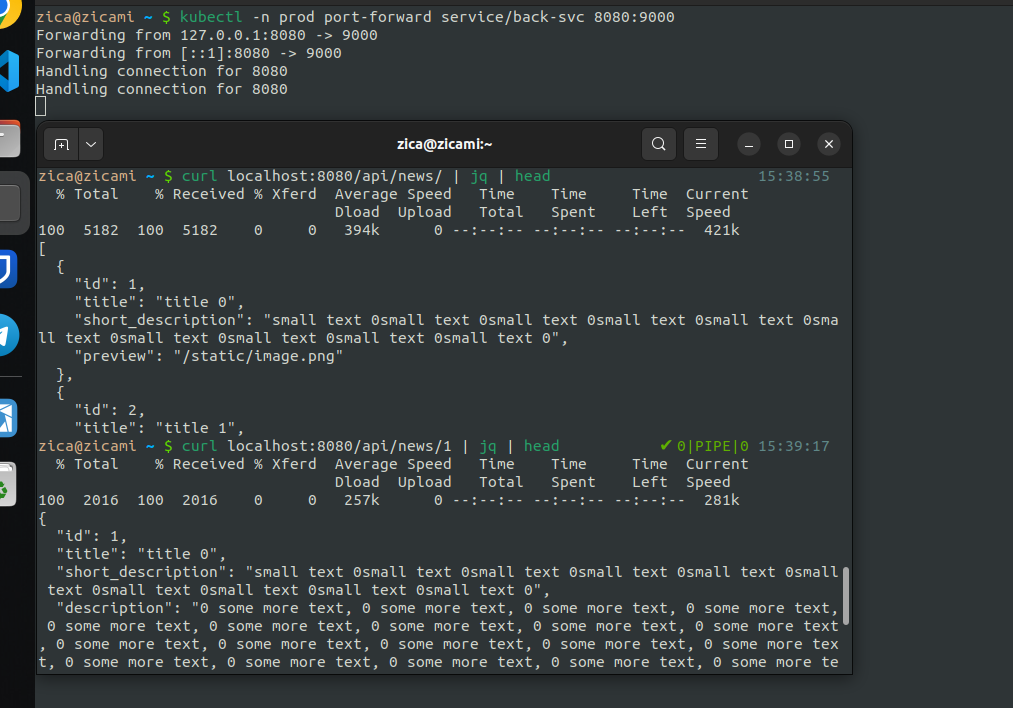 zica@zicami ~ $ kubectl -n prod port-forward service/back-svc 8080:9000
Forwarding from 127.0.0.1:8080 -> 9000
Forwarding from [::1]:8080 -> 9000
Handling connection for 8080
Handling connection for 8080
zica@zicami:~
zica@zicami ~ $ curl localhost:8080/api/news/ | jq | head 15:38:55
  % Total    % Received % Xferd  Average Speed   Time    Time     Time  Current
                                 Dload  Upload   Total   Spent    Left  Speed
100  5182  100  5182    0     0   394k      0 --:--:-- --:--:-- --:--:--  421k
[
  {
    "id": 1,
    "title": "title 0",
    "short_description": "small text 0small text 0small text 0small text 0small text 0sma
ll text 0small text 0small text 0small text 0small text 0",
    "preview": "/static/image.png"
  },
  {
    "id": 2,
    "title": "title 1",
zica@zicami ~ $ curl localhost:8080/api/news/1 | jq | head ✔ 0|PIPE|0 15:39:17
  % Total    % Received % Xferd  Average Speed   Time    Time     Time  Current
                                 Dload  Upload   Total   Spent    Left  Speed
100  2016  100  2016    0     0   257k      0 --:--:-- --:--:-- --:--:--  281k
{
  "id": 1,
  "title": "title 0",
  "short_description": "small text 0small text 0small text 0small text 0small text 0small
 text 0small text 0small text 0small text 0small text 0",
  "description": "0 some more text, 0 some more text, 0 some more text, 0 some more text,
 0 some more text, 0 some more text, 0 some more text, 0 some more text, 0 some more text
, 0 some more text, 0 some more text, 0 some more text, 0 some more text, 0 some more tex
t, 0 some more text, 0 some more text, 0 some more text, 0 some more text, 0 some more te